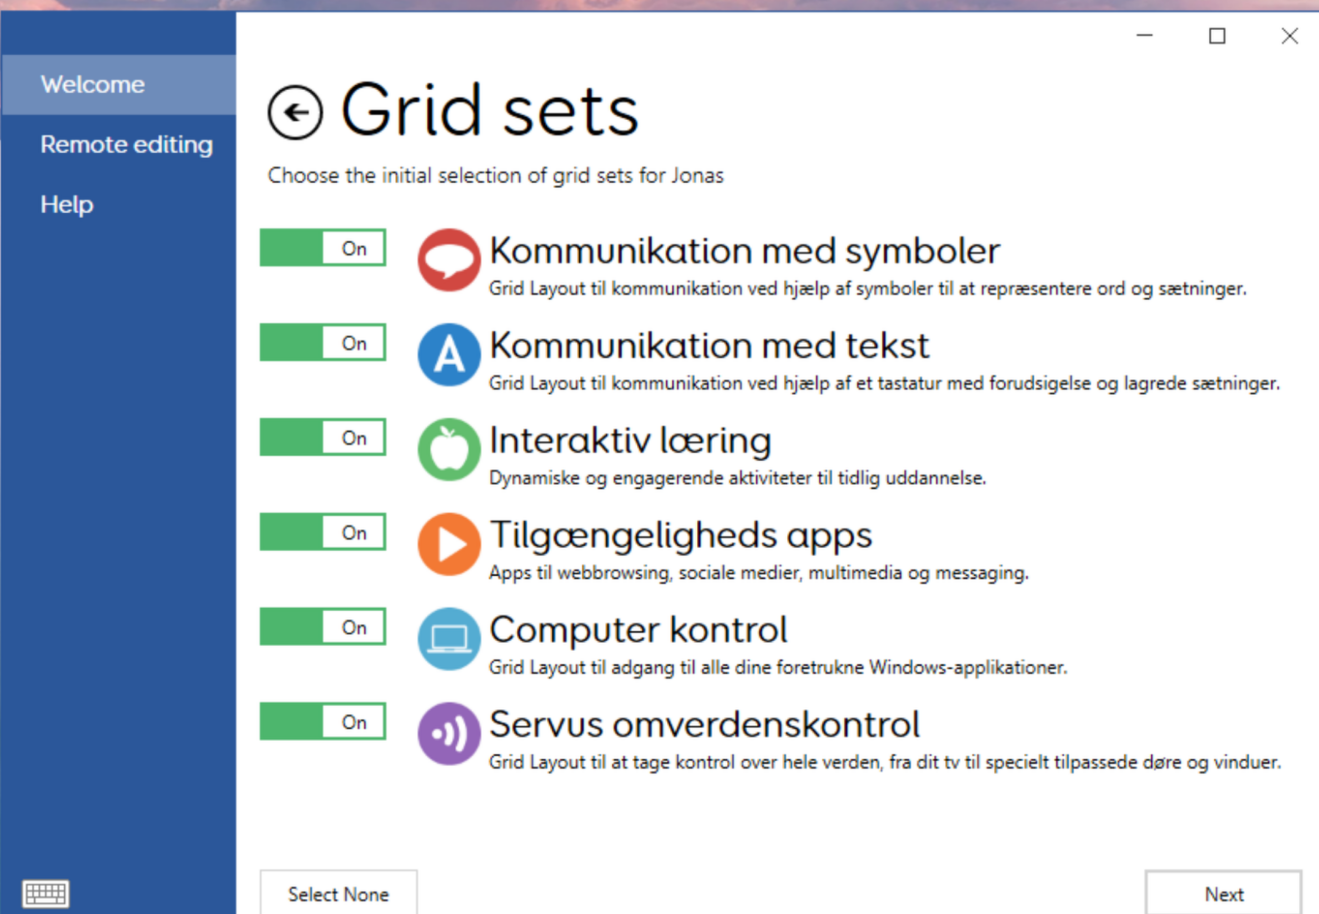 Welcome
Remote editing
Help
Grid sets
Choose the initial selection of grid sets for Jonas
On
Kommunikation med symboler
Grid Layout til kommunikation ved hjælp af symboler til at repræsentere ord og sætninger.
On
A
Kommunikation med tekst
Grid Layout til kommunikation ved hjælp af et tastatur med forudsigelse og lagrede sætninger.
On
Interaktiv læring
Dynamiske og engagerende aktiviteter til tidlig uddannelse.
On
Tilgængeligheds apps
Apps til webbrowsing, sociale medier, multimedia og messaging.
On
Computer kontrol
Grid Layout til adgang til alle dine foretrukne Windows-applikationer.
On
Servus omverdenskontrol
Grid Layout til at tage kontrol over hele verden, fra dit tv til specielt tilpassede døre og vinduer.
Select None
Next